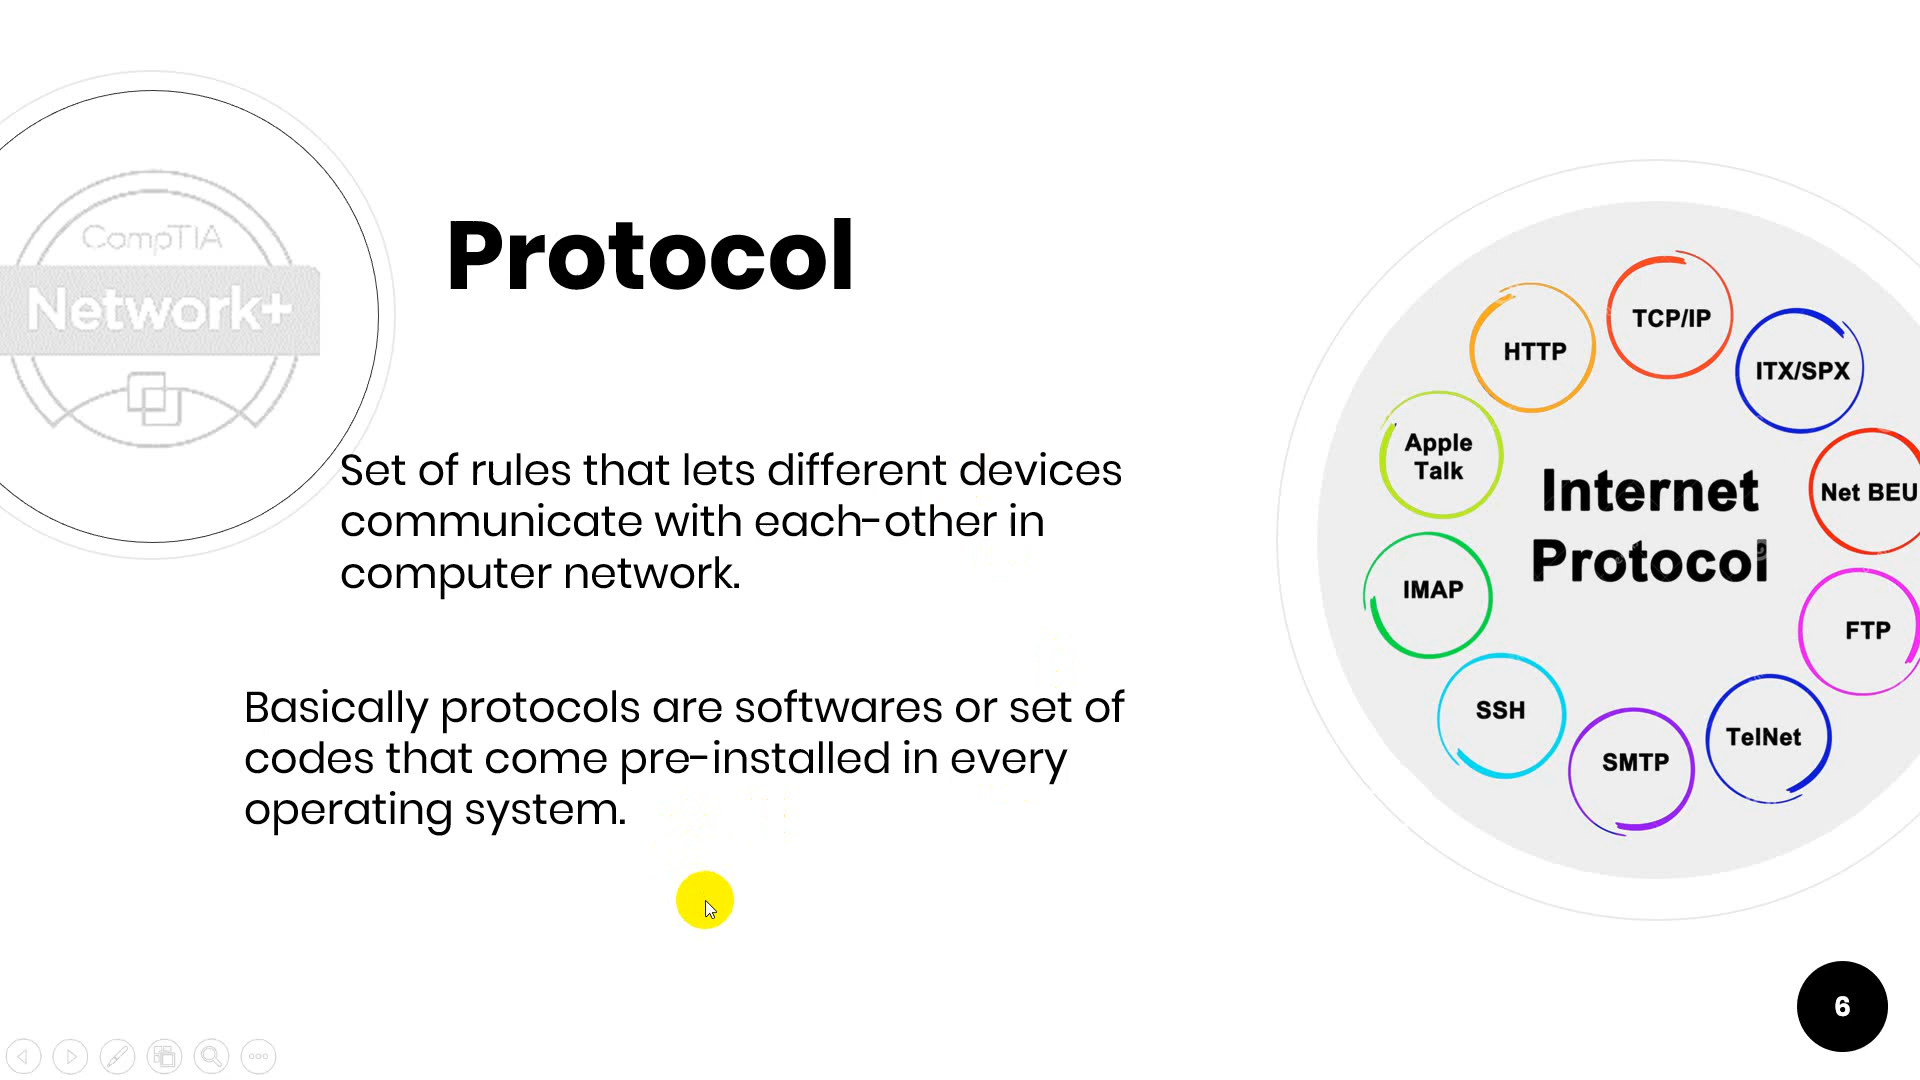 CompTIA
Network+
Protocol
Set of rules that lets different devices
communicate with each-other in
computer network.
Basically protocols are softwares or set of
codes that come pre-installed in every
operating system.
TCP/IP
HTTP
ITX/SPX
Apple
Talk
Net BEU
Internet
Protocol
IMAP
FTP
SSH
TelNet
SMTP
6